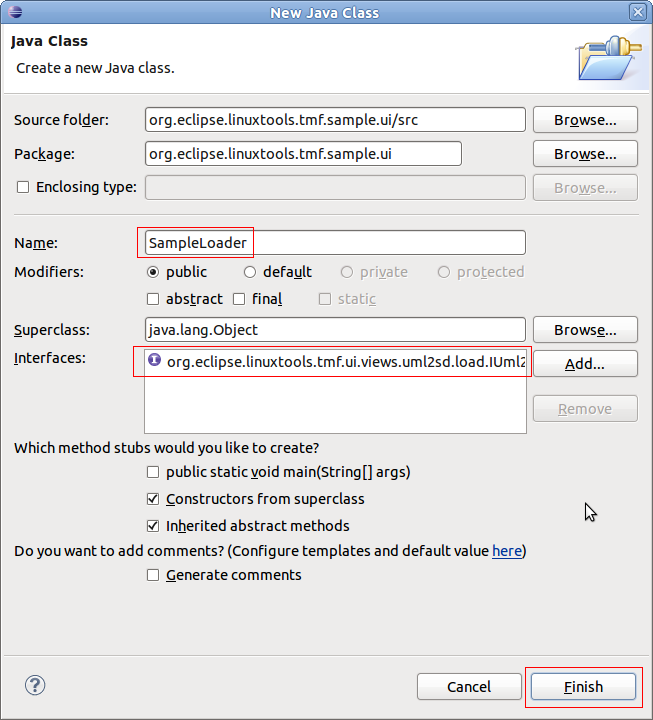 New Java Class
Java Class
Create a new Java class.
Source folder: org.eclipse.linuxtools.tmf.sample.ui/src Browse...
Package: org.eclipse.linuxtools.tmf.sample.ui Browse...
Enclosing type: Browse...
Name: SampleLoader
Modifiers: public default private protected
abstract final static
Superclass: java.lang.Object Browse...
Interfaces: org.eclipse.linuxtools.tmf.ui.views.uml2sd.load.IUml2 Add...
Remove
Which method stubs would you like to create?
public static void main(String[] args)
Constructors from superclass
Inherited abstract methods
Do you want to add comments? (Configure templates and default value here)
Generate comments
? Cancel Finish